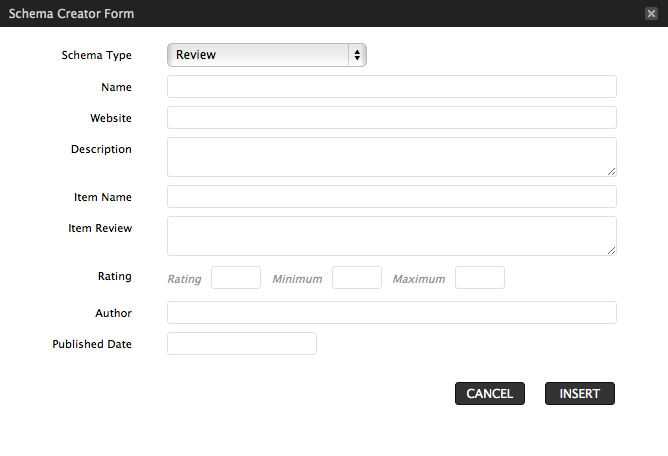 Schema Creator Form
Schema Type Review
Name
Website
Description
Item Name
Item Review
Rating Rating Minimum Maximum
Author
Published Date
CANCEL INSERT